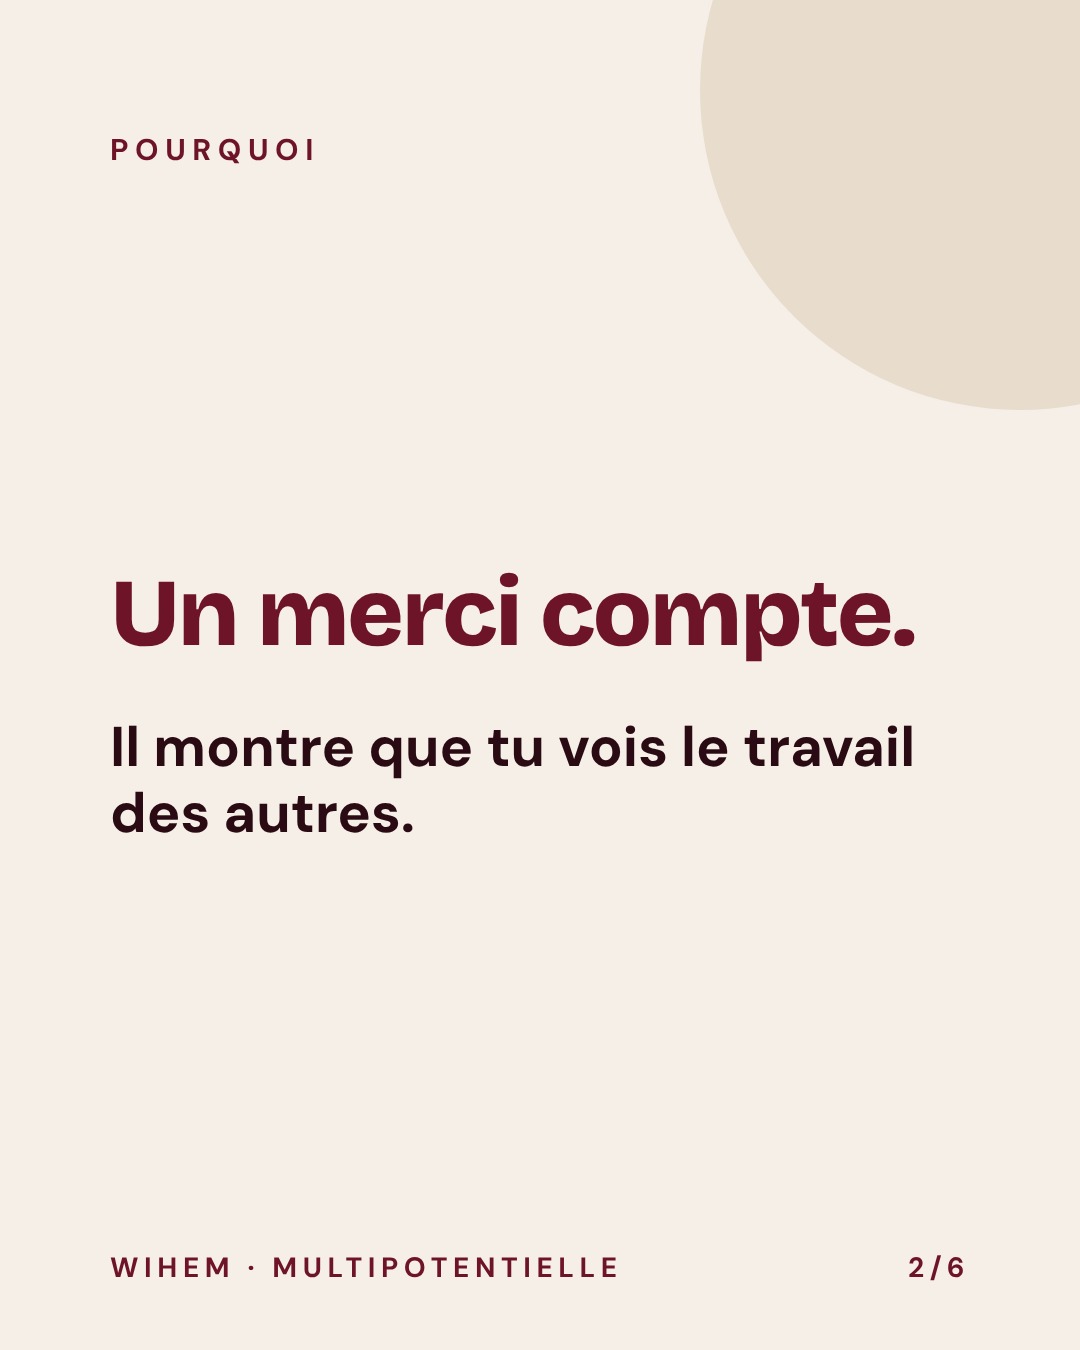 POURQUOI
Un merci compte.
Il montre que tu vois le travail
des autres.
WIHEM · MULTIPOTENTIELLE
2/6